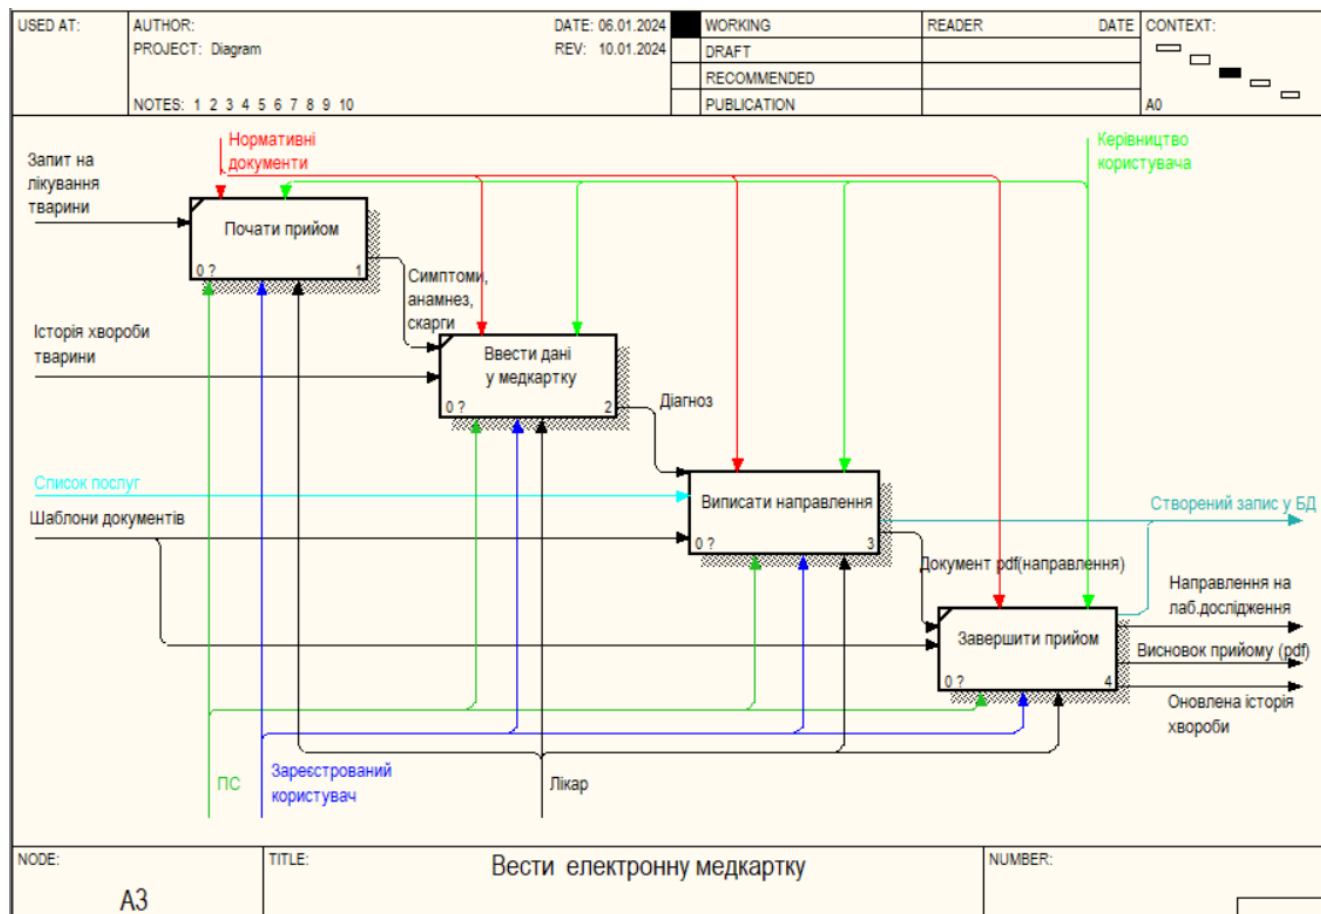 USED AT:
AUTHOR:
DATE: 06.01.2024
PROJECT: Diagram
REV: 10.01.2024
NOTES: 1 2 3 4 5 6 7 8 9 10
WORKING
DRAFT
RECOMMENDED
PUBLICATION
READER
DATE
CONTEXT:
A0
Нормативні
документи
Керівництво
користувача
Запит на
лікування
тварини
Почати прийом
0 ?
1
Симптоми,
анамнез,
скарги
Історія хвороби
тварини
Ввести дані
у медкартку
0 ?
2
Діагноз
Список послуг
Шаблони документів
Виписати направлення
0 ?
3
Створений запис у БД
Документ pdf(направлення)
Направлення на
лаб.дослідження
Завершити прийом
0 ?
4
Висновок прийому (pdf)
Оновлена історія
хвороби
ПС
Зареєстрований
користувач
Лікар
NODE:
A3
TITLE:
Вести електронну медкартку
NUMBER: